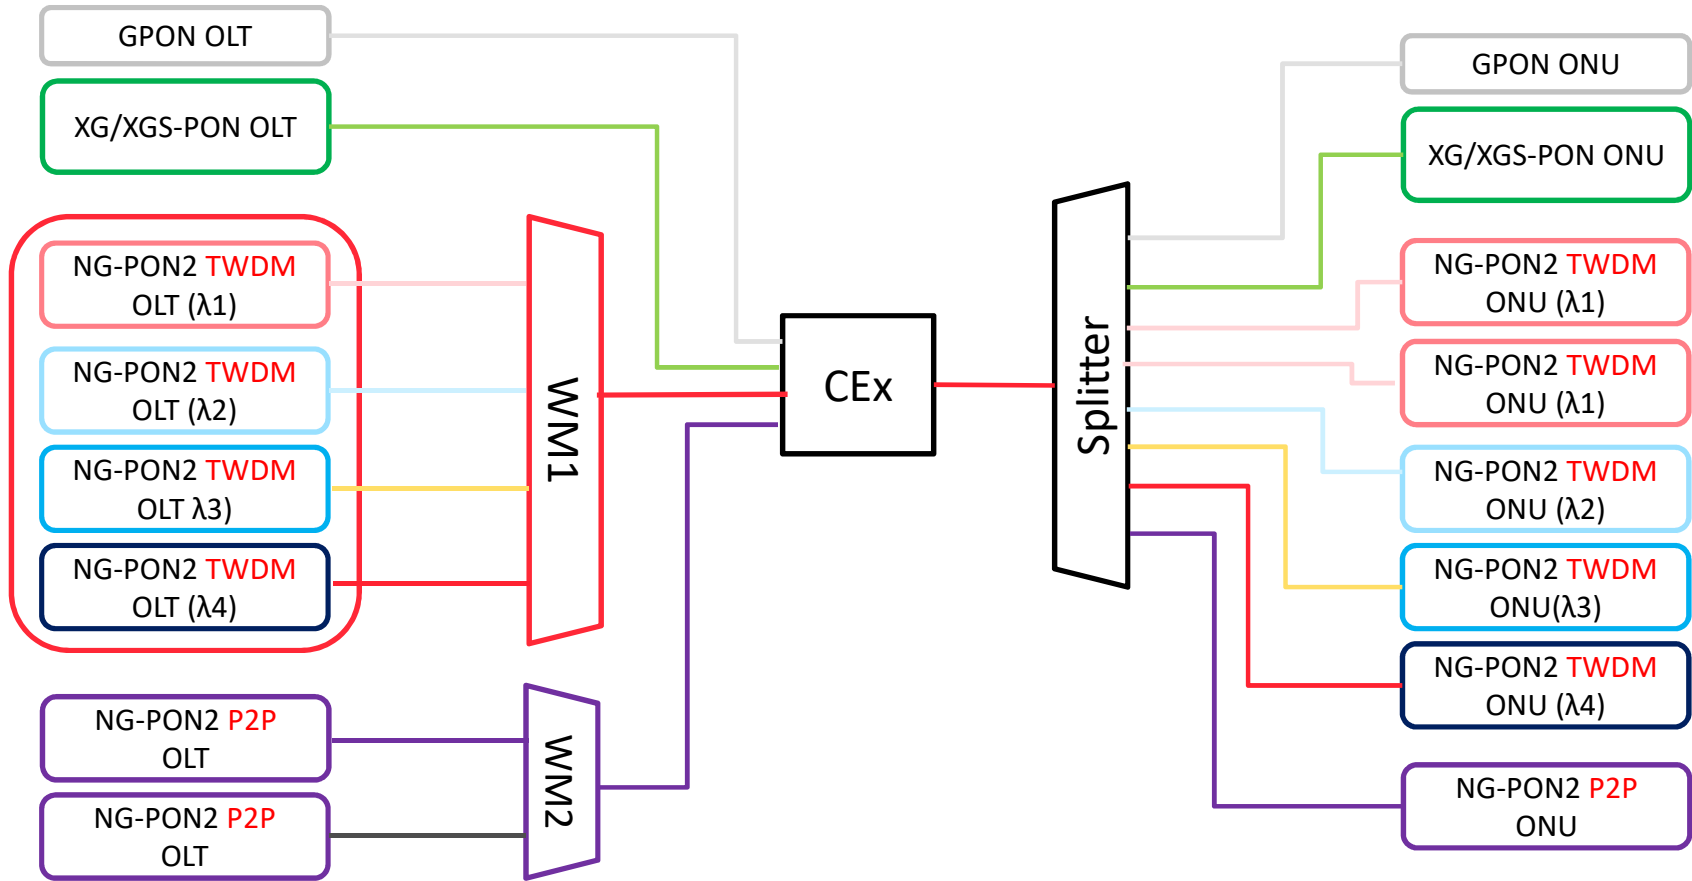 GPON OLT
XG/XGS-PON OLT
NG-PON2 TWDM
OLT (λ1)
NG-PON2 TWDM
OLT (λ2)
NG-PON2 TWDM
OLT λ3)
NG-PON2 TWDM
OLT (λ4)
NG-PON2 P2P
OLT
NG-PON2 P2P
OLT
WM1
WM2
CEx
Splitter
GPON ONU
XG/XGS-PON ONU
NG-PON2 TWDM
ONU (λ1)
NG-PON2 TWDM
ONU (λ1)
NG-PON2 TWDM
ONU (λ2)
NG-PON2 TWDM
ONU(λ3)
NG-PON2 TWDM
ONU (λ4)
NG-PON2 P2P
ONU